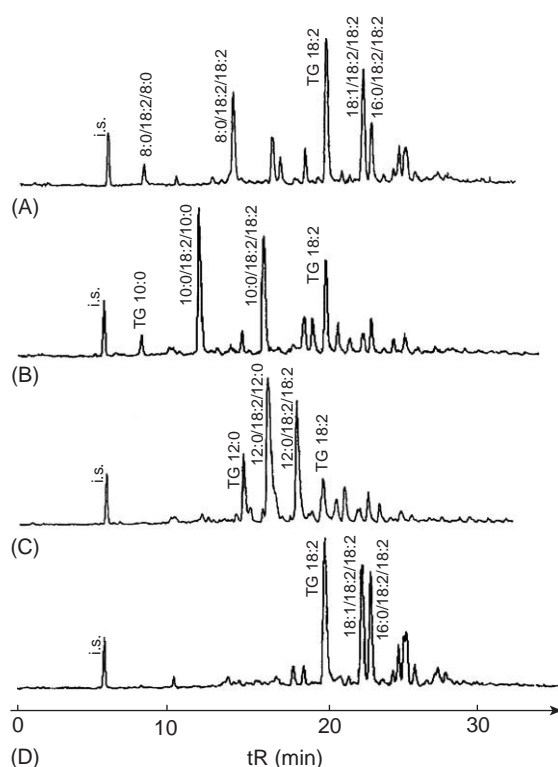 i.s.
8:0/18:2/8:0
8:0/18:2/18:2
TG 18:2
18:1/18:2/18:2
16:0/18:2/18:2
(A)
i.s.
TG 10:0
10:0/18:2/10:0
10:0/18:2/18:2
TG 18:2
(B)
i.s.
TG 12:0
12:0/18:2/12:0
12:0/18:2/18:2
TG 18:2
(C)
i.s.
TG 18:2
18:1/18:2/18:2
16:0/18:2/18:2
0 10 20 30
(D) tR (min)